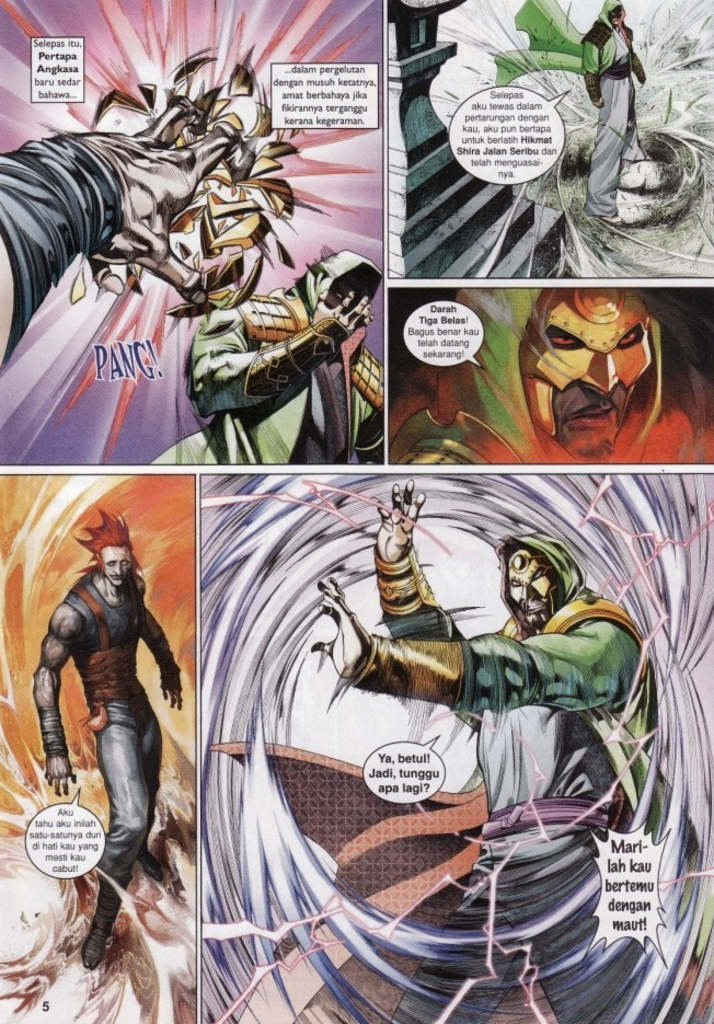 Selepas itu,
Pertapa
Angkasa
baru sedar
bahawa...
...dalam pergelutan
dengan musuh ketatnya,
amat berbahaya jika
fikirannya terganggu
kerana kegeraman.
PANG!
Selepas
aku tewas dalam
pertarungan dengan
kau, aku pun bertapa
untuk berlatih Hikmat
Shira Jalan Seribu dan
telah menguasai-
nya.
Darah
Tiga Belas!
Bagus benar kau
telah datang
sekarang!
Aku
tahu aku inilah
satu-satunya duri
di hati kau yang
mesti kau
cabut!
Ya, betul!
Jadi, tunggu
apa lagi?
Mari-
lah kau
bertemu
dengan
maut!
5